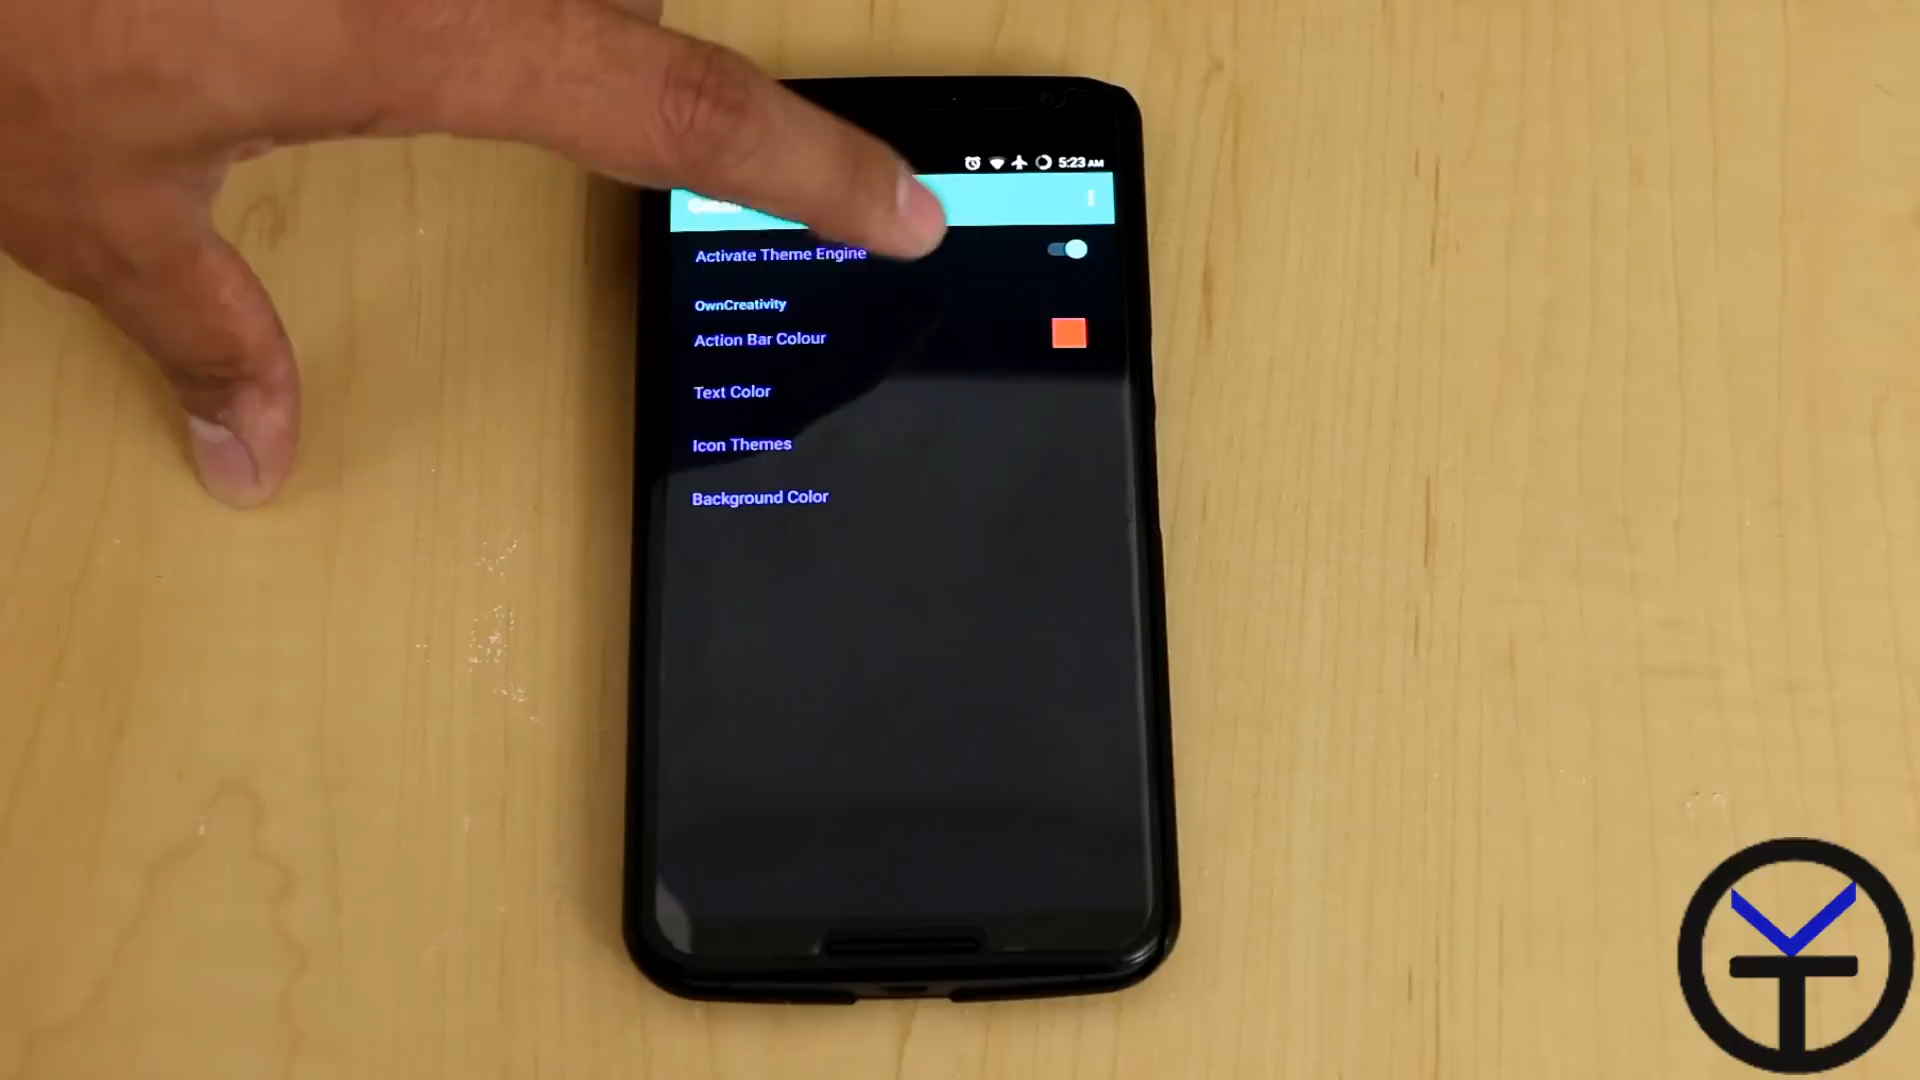 5:23 AM
Activate Theme Engine
OwnCreativity
Action Bar Colour
Text Color
Icon Themes
Background Color